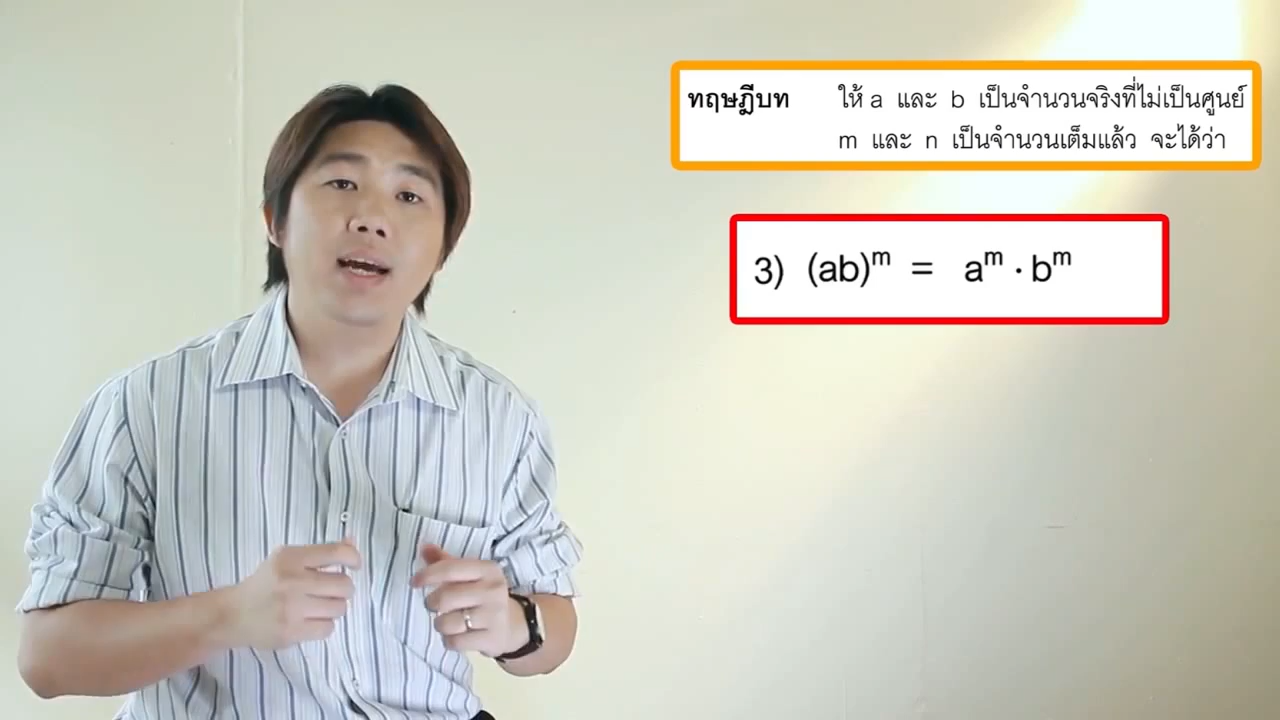 ทฤษฎีบท ให้ a และ b เป็นจำนวนจริงที่ไม่เป็นศูนย์
m และ n เป็นจำนวนเต็มแล้ว จะได้ว่า
3) (ab)ᵐ = aᵐ · bᵐ